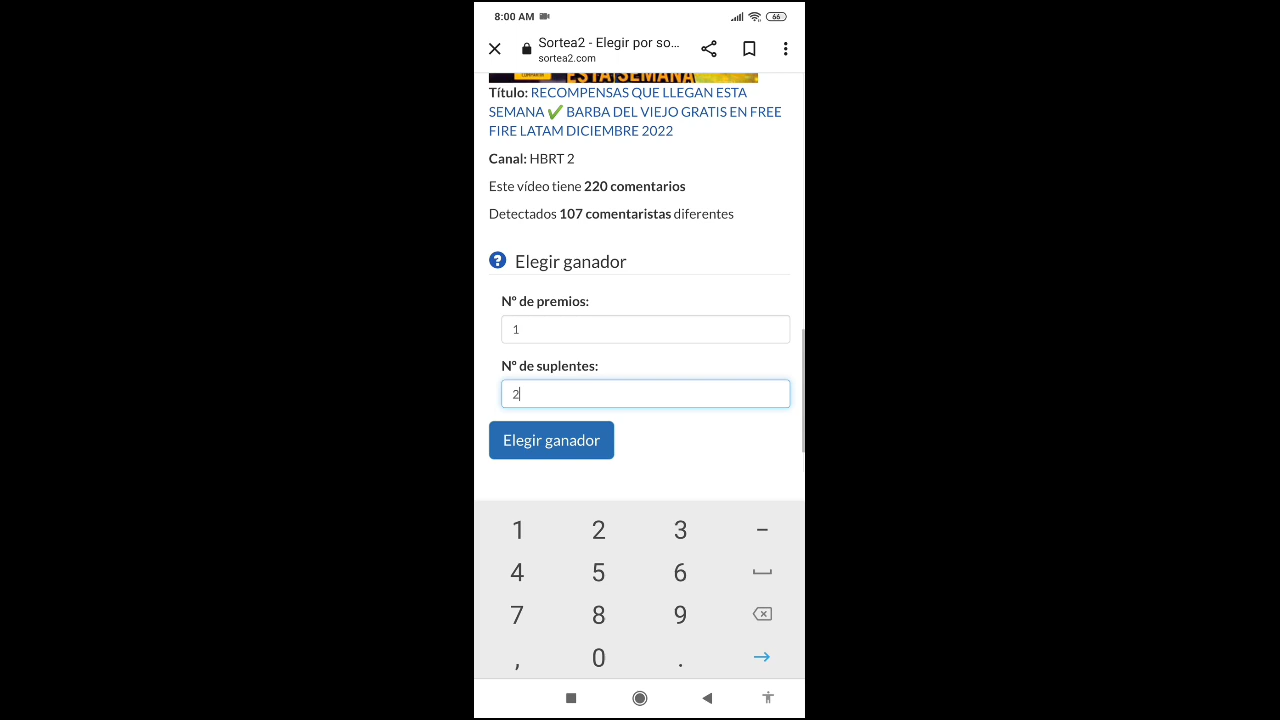 8:00 AM
66
Sortea2 - Elegir por so...
sortea2.com
ESTA SEMANA
Título: RECOMPENSAS QUE LLEGAN ESTA
SEMANA ✅ BARBA DEL VIEJO GRATIS EN FREE
FIRE LATAM DICIEMBRE 2022
Canal: HBRT 2
Este vídeo tiene 220 comentarios
Detectados 107 comentaristas diferentes
? Elegir ganador
Nº de premios:
1
Nº de suplentes:
2
Elegir ganador
1 2 3 -
4 5 6
7 8 9
, 0 .